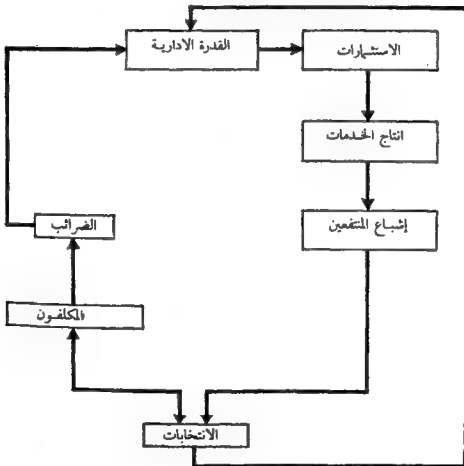 القدرة الادارية
الاستثمارات
انتاج الخدمات
إشباع المنتفعين
الضرائب
المكلفون
الانتخابات